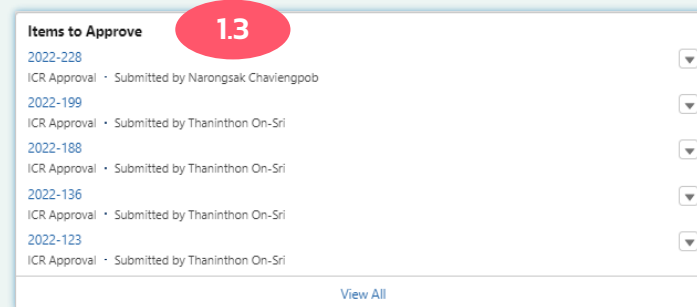 Items to Approve
1.3
2022-228
ICR Approval • Submitted by Narongsak Chaviengpob
2022-199
ICR Approval • Submitted by Thaninthon On-Sri
2022-188
ICR Approval • Submitted by Thaninthon On-Sri
2022-136
ICR Approval • Submitted by Thaninthon On-Sri
2022-123
ICR Approval • Submitted by Thaninthon On-Sri
View All